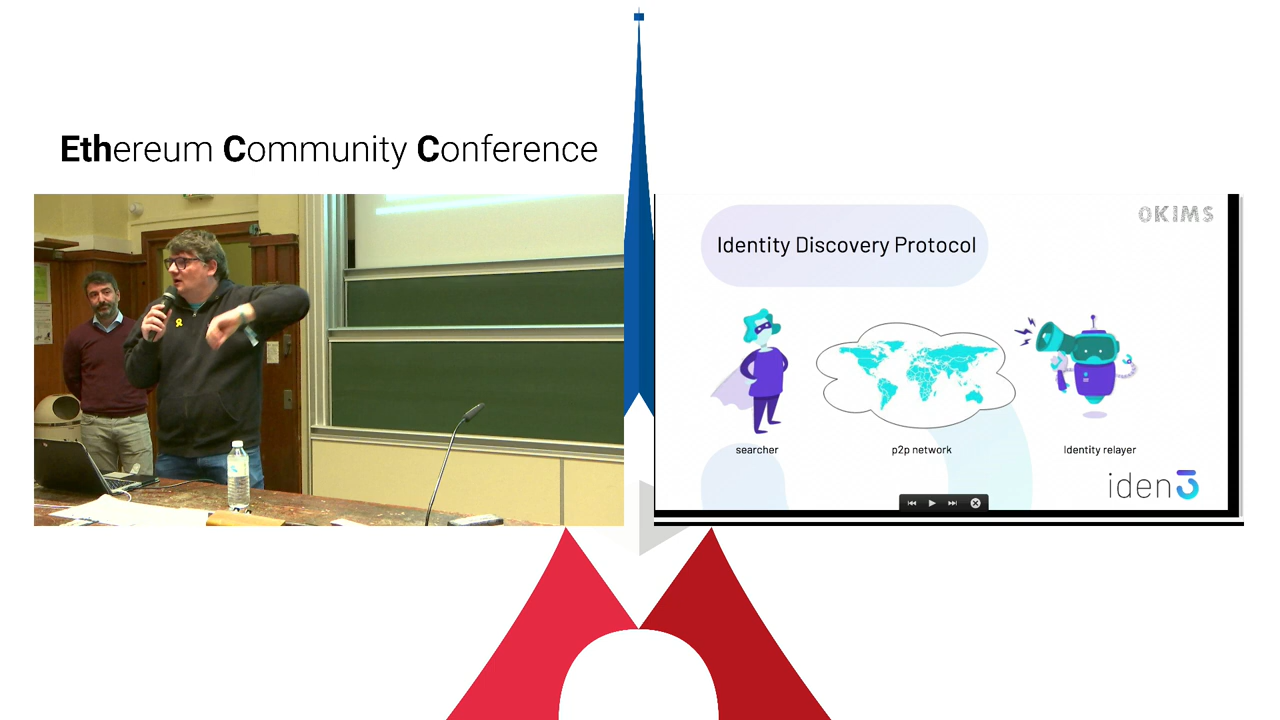 Ethereum Community Conference
OKIMS
Identity Discovery Protocol
searcher
p2p network
Identity relayer
iden3